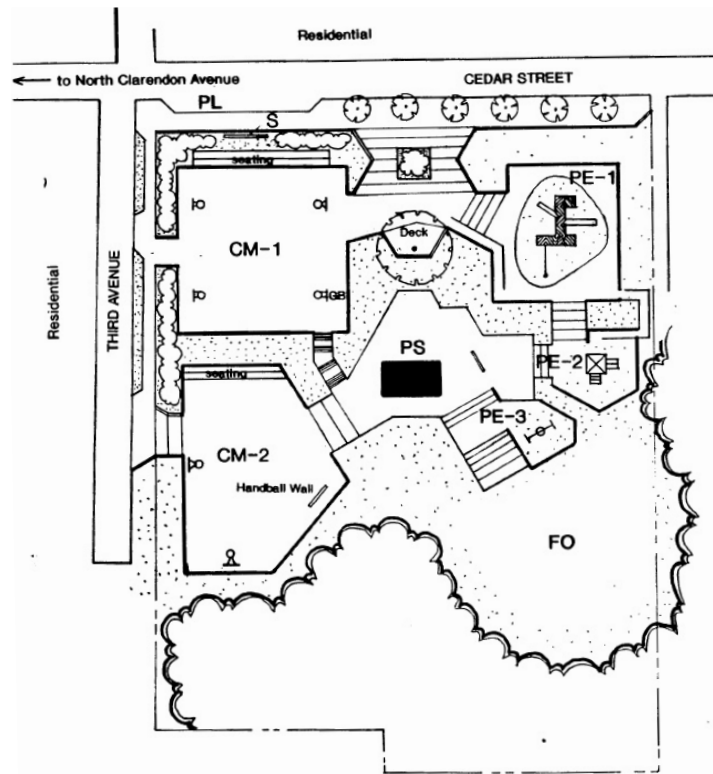 Residential
← to North Clarendon Avenue
CEDAR STREET
PL
S
seating
PE-1
CM-1
Deck
Residential
THIRD AVENUE
GB
PS
PE-2
seating
PE-3
CM-2
Handball Wall
FO